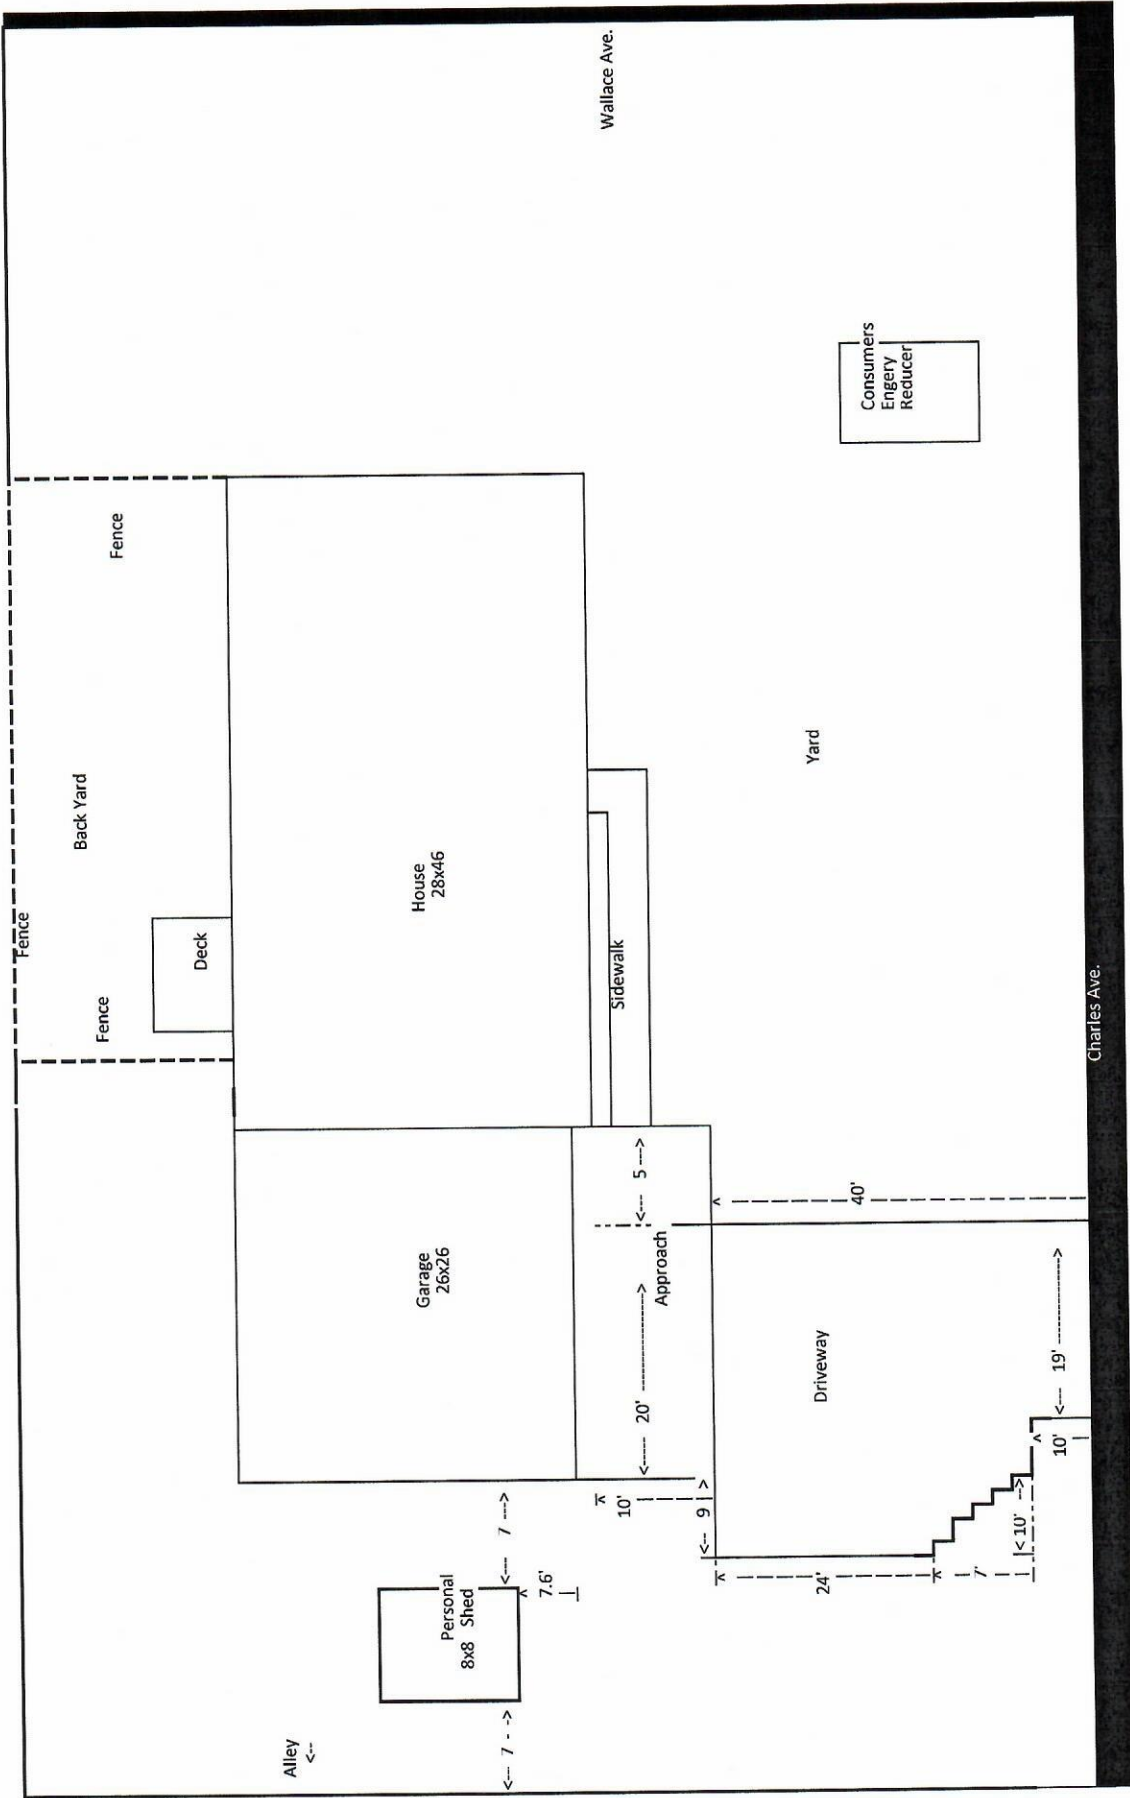 Fence
Fence
Back Yard
Fence
Deck
Wallace Ave.
House
28x46
Garage
26x26
Alley
<--
Personal
8x8 Shed
<-- 7 - ->
<--- 7 --->
7.6'
Sidewalk
<--- 5 --->
Approach
<----- 20' --------------->
10'
<-- 9 >
Consumers
Engery
Reducer
Yard
Driveway
40'
24'
7'
<10' -->
10'
<--- 19' ----------->
Charles Ave.